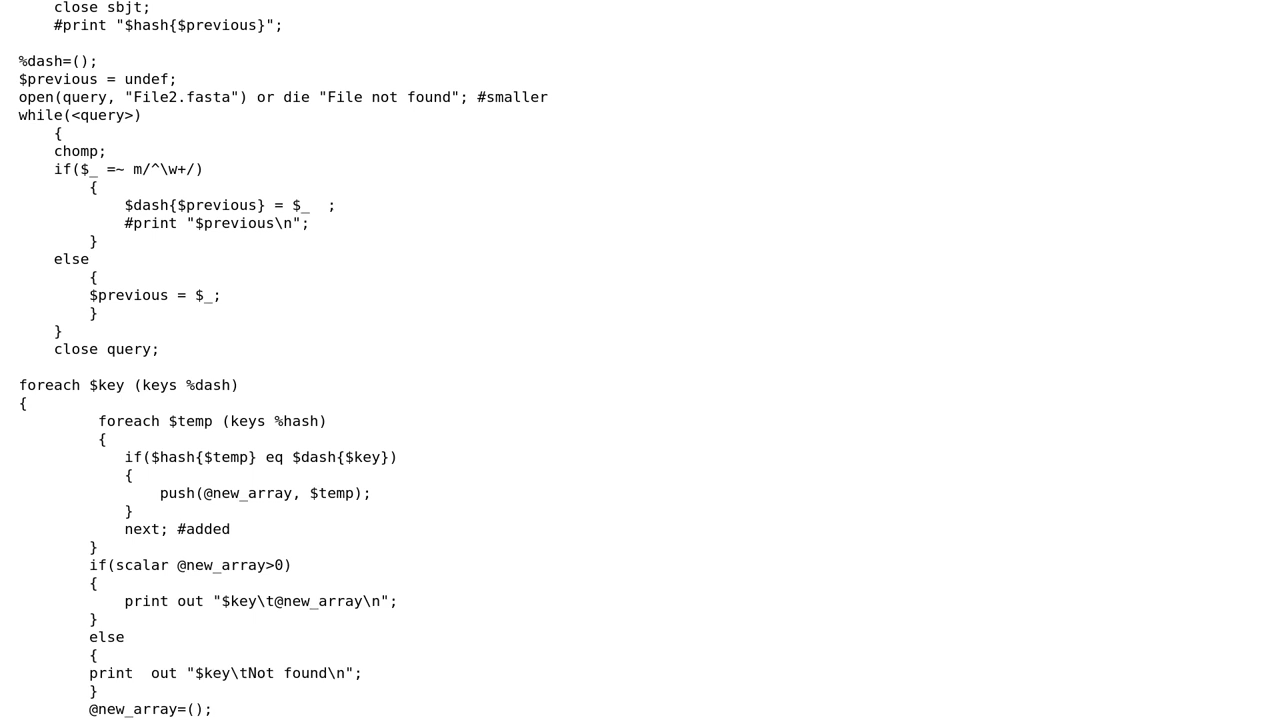 close sbjt;
    #print "$hash{$previous}";

%dash=();
$previous = undef;
open(query, "File2.fasta") or die "File not found"; #smaller
while(<query>)
    {
    chomp;
    if($_ =~ m/^\w+/)
        {
            $dash{$previous} = $_  ;
            #print "$previous\n";
        }
    else
        {
        $previous = $_;
        }
    }
    close query;

foreach $key (keys %dash)
{
         foreach $temp (keys %hash)
         {
            if($hash{$temp} eq $dash{$key})
            {
                push(@new_array, $temp);
            }
            next; #added
        }
        if(scalar @new_array>0)
        {
            print out "$key\t@new_array\n";
        }
        else
        {
        print  out "$key\tNot found\n";
        }
        @new_array=();